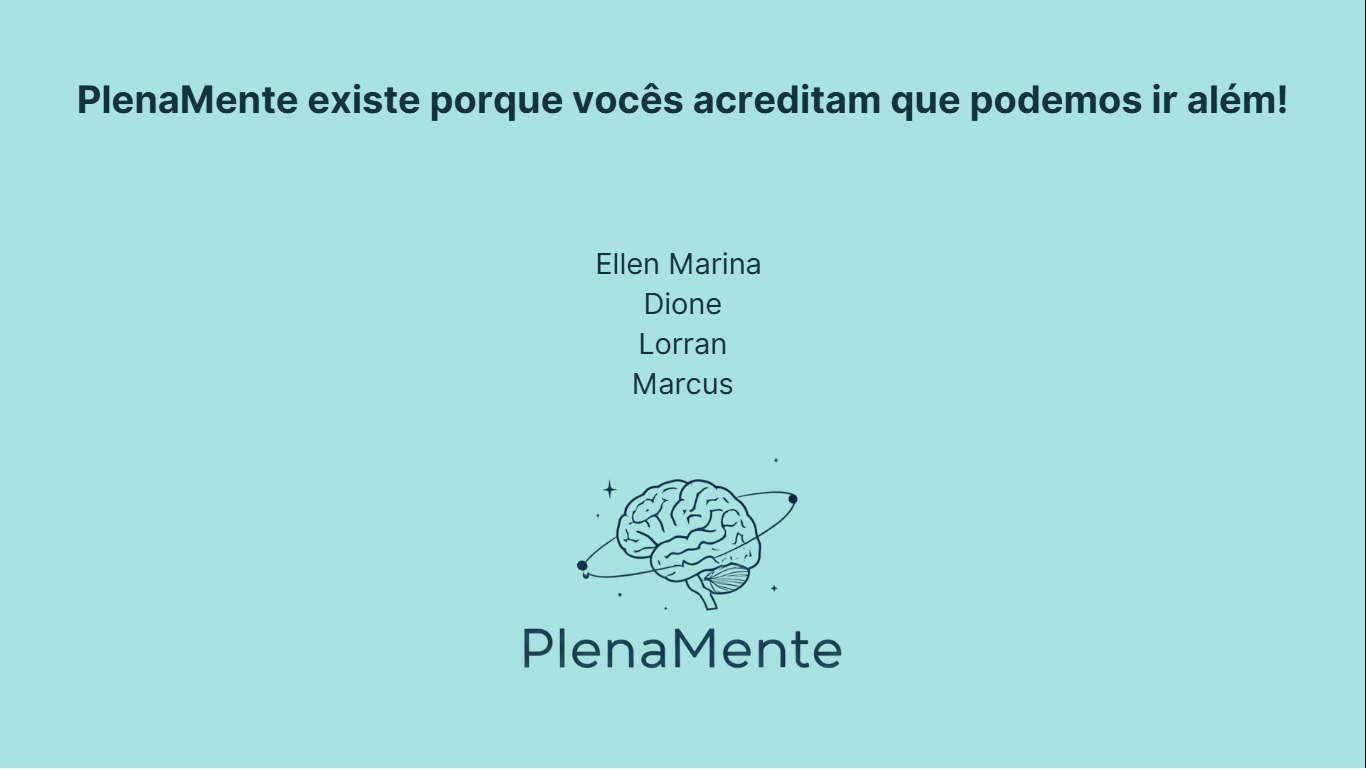 PlenaMente existe porque vocês acreditam que podemos ir além!
Ellen Marina
Dione
Lorran
Marcus
PlenaMente